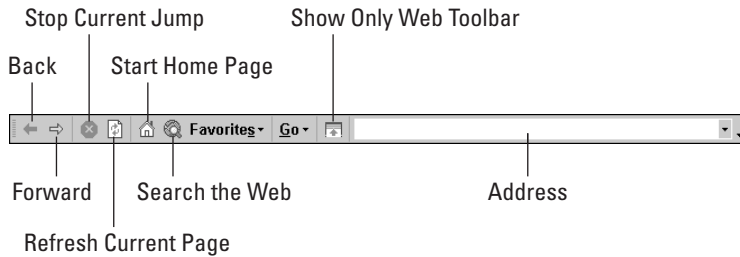 Stop Current Jump Show Only Web Toolbar
Back Start Home Page
Favorites Go
Forward Search the Web Address
Refresh Current Page